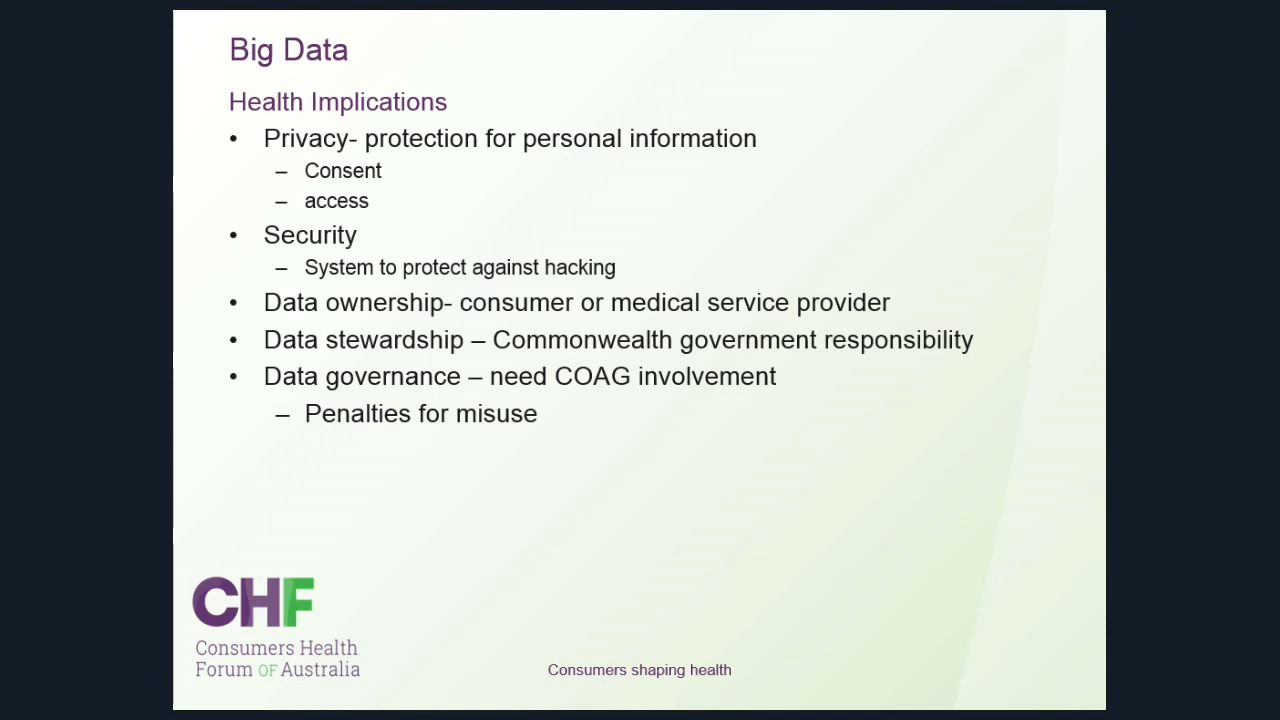 Big Data
Health Implications
• Privacy- protection for personal information
– Consent
– access
• Security
– System to protect against hacking
• Data ownership- consumer or medical service provider
• Data stewardship – Commonwealth government responsibility
• Data governance – need COAG involvement
– Penalties for misuse
CHF
Consumers Health
Forum OF Australia
Consumers shaping health